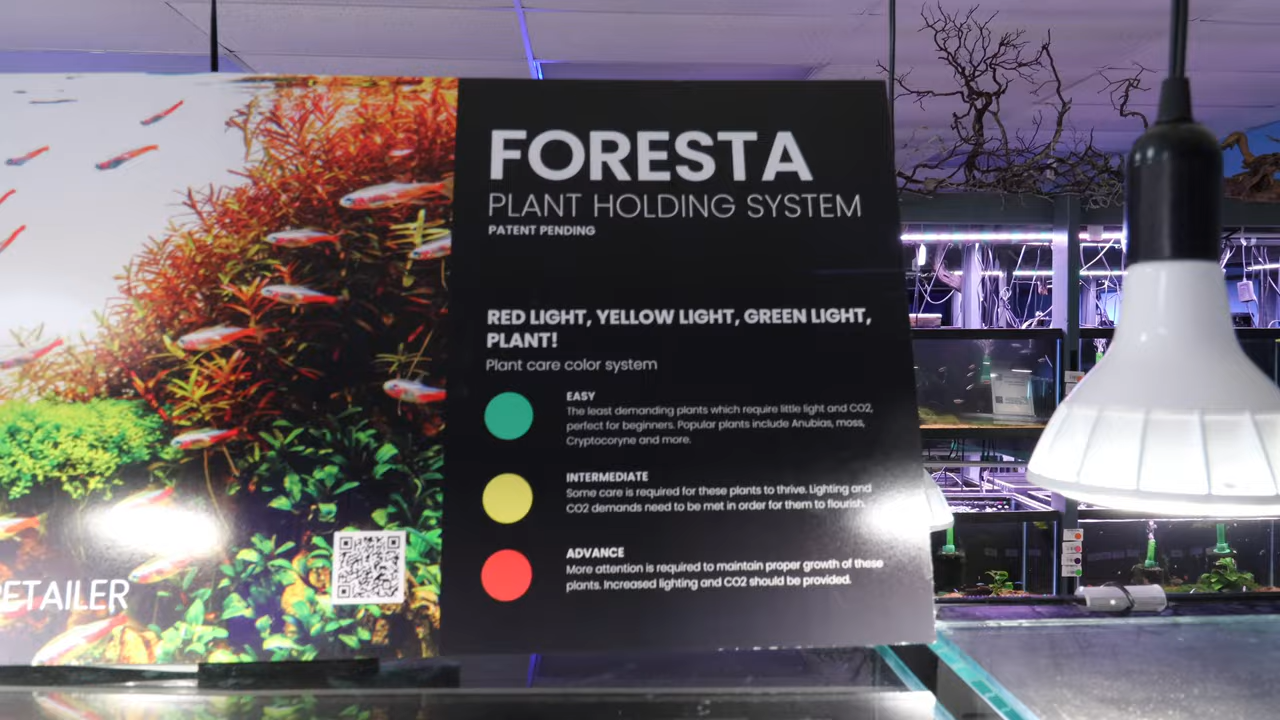 FORESTA
PLANT HOLDING SYSTEM
PATENT PENDING
RED LIGHT, YELLOW LIGHT, GREEN LIGHT,
PLANT!
Plant care color system
EASY
The least demanding plants which require little light and CO2,
perfect for beginners. Popular plants include Anubias, moss,
Cryptocoryne and more.
INTERMEDIATE
Some care is required for these plants to thrive. Lighting and
CO2 demands need to be met in order for them to flourish.
ADVANCE
More attention is required to maintain proper growth of these
plants. Increased lighting and CO2 should be provided.
ETAILER